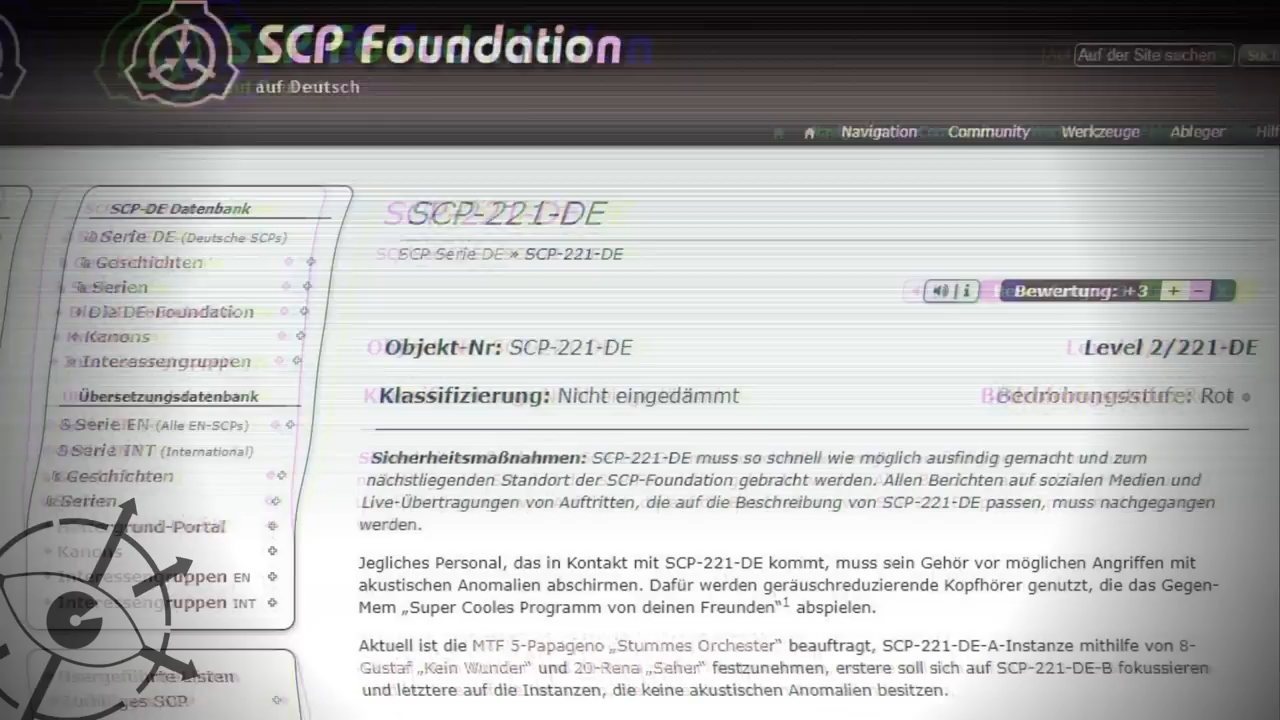 SCP Foundation
auf Deutsch
Auf der Site suchen
Navigation Community Werkzeuge Ableger
SCP-DE Datenbank
Serie DE (Deutsche SCPs)
Geschichten
Serien
Die DE-Foundation
Kanons
Interessengruppen
Übersetzungsdatenbank
Serie EN (Alle EN-SCPs)
Serie INT (International)
Geschichten
Serien
Kanons
Interessengruppen EN
Interessengruppen INT
SCP-221-DE
SCP Serie DE » SCP-221-DE
Bewertung: +3 + −
Objekt-Nr: SCP-221-DE Level 2/221-DE
Klassifizierung: Nicht eingedämmt Bedrohungsstufe: Rot ●
Sicherheitsmaßnahmen: SCP-221-DE muss so schnell wie möglich ausfindig gemacht und zum
nächstliegenden Standort der SCP-Foundation gebracht werden. Allen Berichten auf sozialen Medien und
Live-Übertragungen von Auftritten, die auf die Beschreibung von SCP-221-DE passen, muss nachgegangen
werden.
Jegliches Personal, das in Kontakt mit SCP-221-DE kommt, muss sein Gehör vor möglichen Angriffen mit
akustischen Anomalien abschirmen. Dafür werden geräuschreduzierende Kopfhörer genutzt, die das Gegen-
Mem „Super Cooles Programm von deinen Freunden“1 abspielen.
Aktuell ist die MTF 5-Papageno „Stummes Orchester“ beauftragt, SCP-221-DE-A-Instanze mithilfe von 8-
Gustaf „Kein Wunder“ und 20-Rena „Seher“ festzunehmen, erstere soll sich auf SCP-221-DE-B fokussieren
und letztere auf die Instanzen, die keine akustischen Anomalien besitzen.